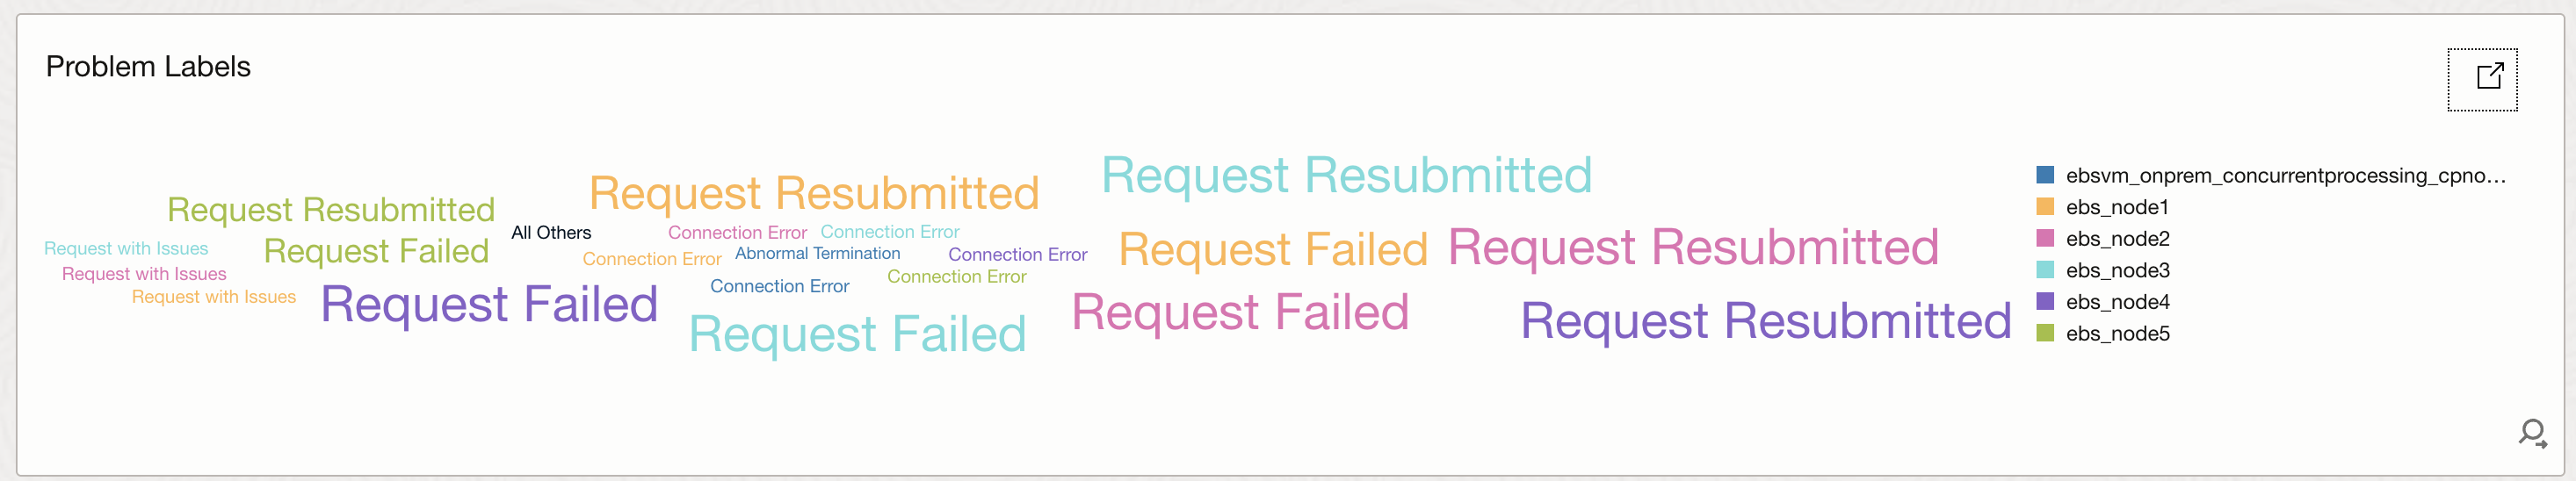 Problem Labels
Request Resubmitted
Request Resubmitted
Request Resubmitted
All Others
Connection Error
Connection Error
Request with Issues
Request Failed
Connection Error
Abnormal Termination
Connection Error
Request Failed
Request Resubmitted
Request with Issues
Connection Error
Connection Error
Request with Issues
Request Failed
Request Failed
Request Failed
Request Resubmitted
ebsvm_onprem_concurrentprocessing_cpno...
ebs_node1
ebs_node2
ebs_node3
ebs_node4
ebs_node5